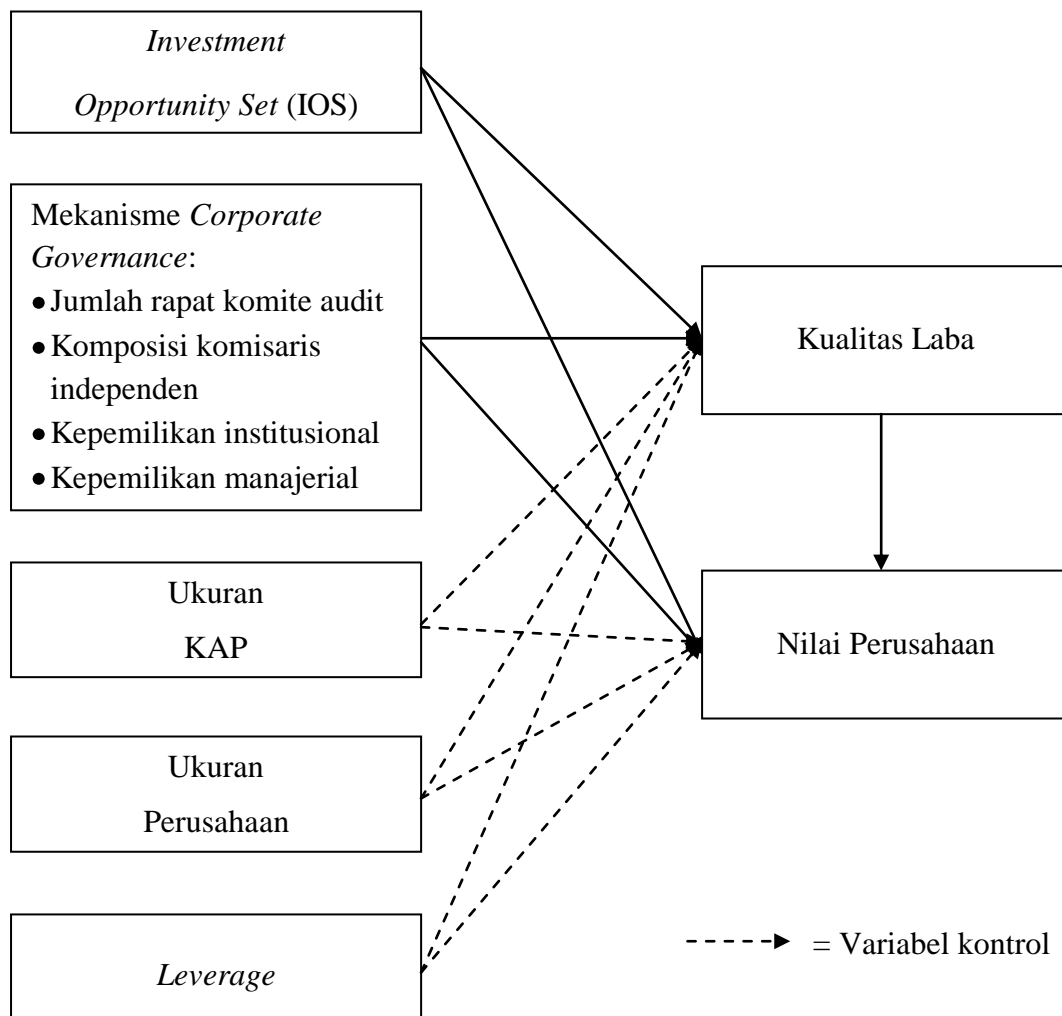 Investment
Opportunity Set (IOS)
Mekanisme Corporate
Governance:
• Jumlah rapat komite audit
• Komposisi komisaris
independen
• Kepemilikan institusional
• Kepemilikan manajerial
Ukuran
KAP
Ukuran
Perusahaan
Leverage
Kualitas Laba
Nilai Perusahaan
= Variabel kontrol